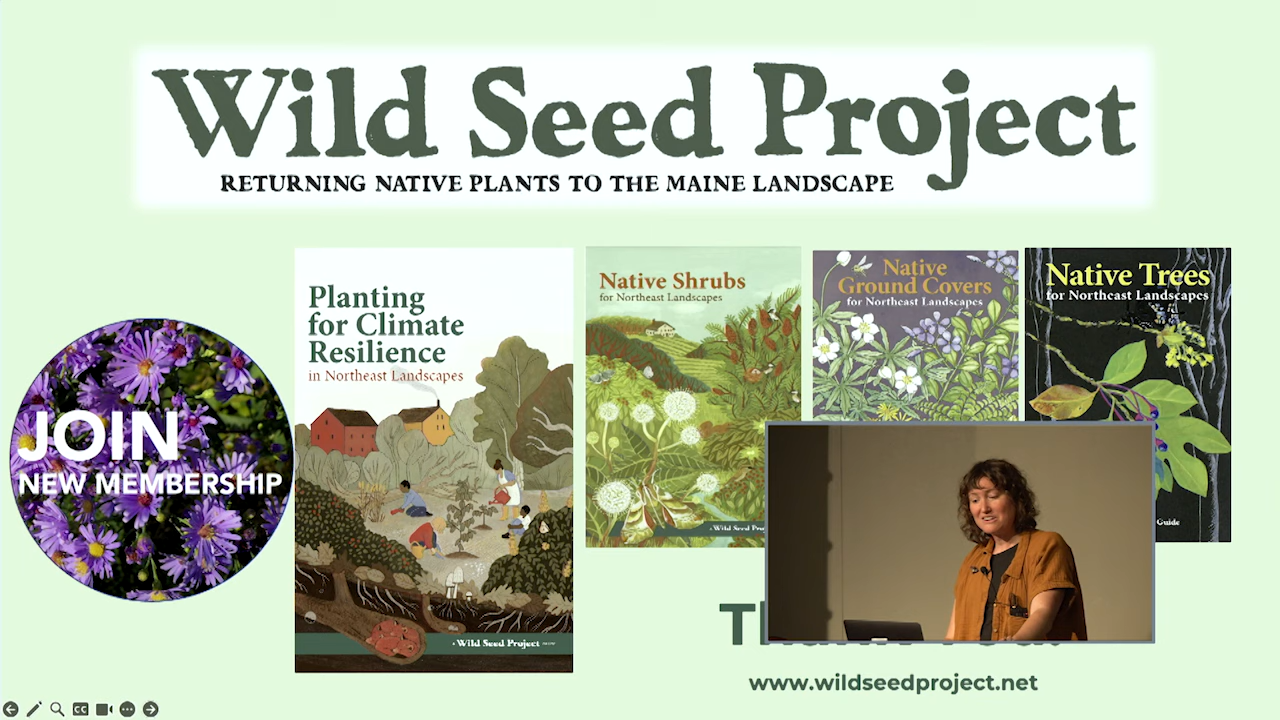 Wild Seed Project
RETURNING NATIVE PLANTS TO THE MAINE LANDSCAPE
Planting
for Climate
Resilience
in Northeast Landscapes
Wild Seed Project
Native Shrubs
for Northeast Landscapes
Wild Seed
Native
Ground Covers
for Northeast Landscapes
Native Trees
for Northeast Landscapes
Guide
JOIN
NEW MEMBERSHIP
www.wildseedproject.net
CC